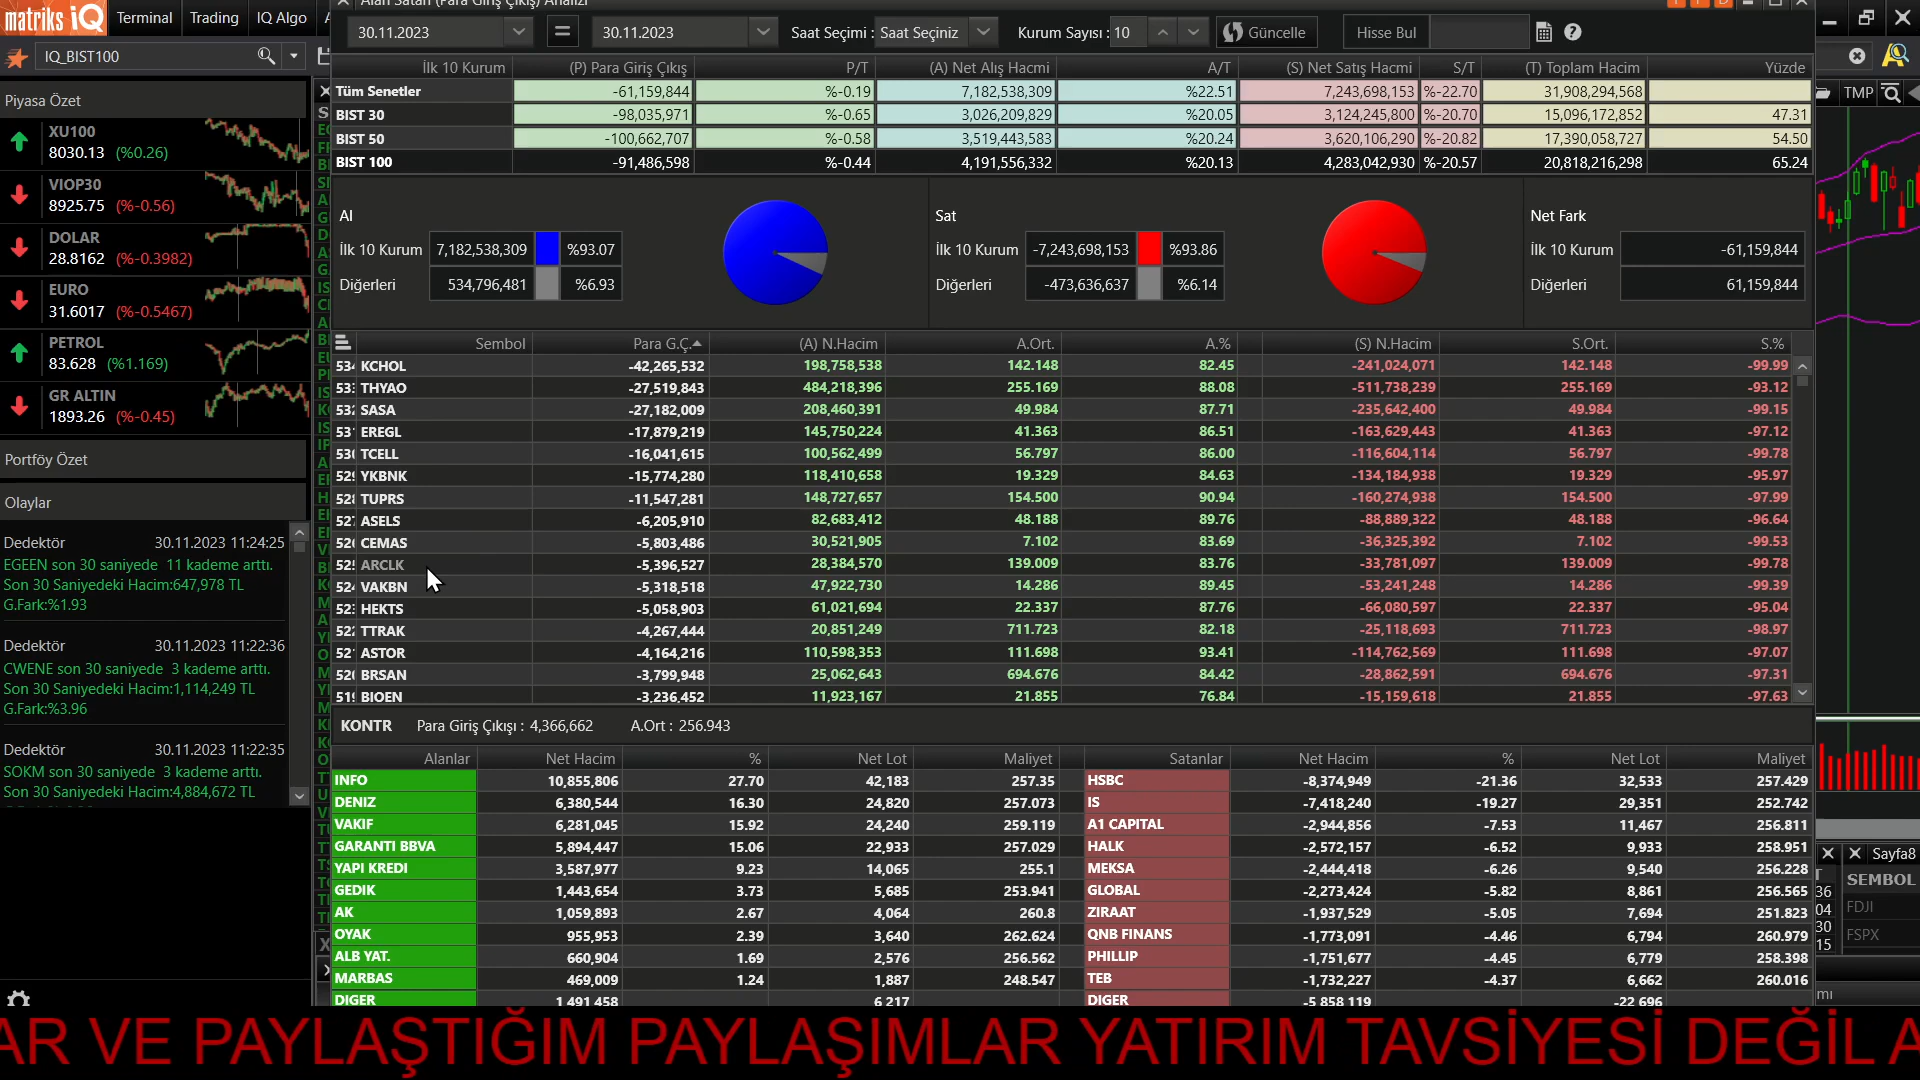 matriks iQ Terminal Trading IQ Algo
IQ_BIST100
Piyasa Özet
XU100
8030.13 (%0.26)
VIOP30
8925.75 (%-0.56)
DOLAR
28.8162 (%-0.3982)
EURO
31.6017 (%-0.5467)
PETROL
83.628 (%1.169)
GR ALTIN
1893.26 (%-0.45)
Portföy Özet
Olaylar
Dedektör 30.11.2023 11:24:25
EGEEN son 30 saniyede 11 kademe arttı.
Son 30 Saniyedeki Hacim:647,978 TL
G.Fark:%1.93
Dedektör 30.11.2023 11:22:36
CWENE son 30 saniyede 3 kademe arttı.
Son 30 Saniyedeki Hacim:1,114,249 TL
G.Fark:%3.96
Dedektör 30.11.2023 11:22:35
SOKM son 30 saniyede 3 kademe arttı.
Son 30 Saniyedeki Hacim:4,884,672 TL
Alan Satan (Para Giriş Çıkış) Analizi
30.11.2023 = 30.11.2023 Saat Seçimi : Saat Seçiniz Kurum Sayısı : 10 Güncelle Hisse Bul
İlk 10 Kurum (P) Para Giriş Çıkış P/T (A) Net Alış Hacmi A/T (S) Net Satış Hacmi S/T (T) Toplam Hacim Yüzde
Tüm Senetler -61,159,844 %-0.19 7,182,538,309 %22.51 7,243,698,153 %-22.70 31,908,294,568
BIST 30 -98,035,971 %-0.65 3,026,209,829 %20.05 3,124,245,800 %-20.70 15,096,172,852 47.31
BIST 50 -100,662,707 %-0.58 3,519,443,583 %20.24 3,620,106,290 %-20.82 17,390,058,727 54.50
BIST 100 -91,486,598 %-0.44 4,191,556,332 %20.13 4,283,042,930 %-20.57 20,818,216,298 65.24
Al
İlk 10 Kurum 7,182,538,309 %93.07
Diğerleri 534,796,481 %6.93
Sat
İlk 10 Kurum -7,243,698,153 %93.86
Diğerleri -473,636,637 %6.14
Net Fark
İlk 10 Kurum -61,159,844
Diğerleri 61,159,844
Sembol Para G.Ç. (A) N.Hacim A.Ort. A.% (S) N.Hacim S.Ort. S.%
KCHOL -42,265,532 198,758,538 142.148 82.45 -241,024,071 142.148 -99.99
THYAO -27,519,843 484,218,396 255.169 88.08 -511,738,239 255.169 -93.12
SASA -27,182,009 208,460,391 49.984 87.71 -235,642,400 49.984 -99.15
EREGL -17,879,219 145,750,224 41.363 86.51 -163,629,443 41.363 -97.12
TCELL -16,041,615 100,562,499 56.797 86.00 -116,604,114 56.797 -99.78
YKBNK -15,774,280 118,410,658 19.329 84.63 -134,184,938 19.329 -95.97
TUPRS -11,547,281 148,727,657 154.500 90.94 -160,274,938 154.500 -97.99
ASELS -6,205,910 82,683,412 48.188 89.76 -88,889,322 48.188 -96.64
CEMAS -5,803,486 30,521,905 7.102 83.69 -36,325,392 7.102 -99.53
ARCLK -5,396,527 28,384,570 139.009 83.76 -33,781,097 139.009 -99.78
VAKBN -5,318,518 47,922,730 14.286 89.45 -53,241,248 14.286 -99.39
HEKTS -5,058,903 61,021,694 22.337 87.76 -66,080,597 22.337 -95.04
TTRAK -4,267,444 20,851,249 711.723 82.18 -25,118,693 711.723 -98.97
ASTOR -4,164,216 110,598,353 111.698 93.41 -114,762,569 111.698 -97.07
BRSAN -3,799,948 25,062,643 694.676 84.42 -28,862,591 694.676 -97.31
BIOEN -3,236,452 11,923,167 21.855 76.84 -15,159,618 21.855 -97.63
KONTR Para Giriş Çıkışı : 4,366,662 A.Ort : 256.943
Alanlar Net Hacim % Net Lot Maliyet Satanlar Net Hacim % Net Lot Maliyet
INFO 10,855,806 27.70 42,183 257.35 HSBC -8,374,949 -21.36 32,533 257.429
DENIZ 6,380,544 16.30 24,820 257.073 IS -7,418,240 -19.27 29,351 252.742
VAKIF 6,281,045 15.92 24,240 259.119 A1 CAPITAL -2,944,856 -7.53 11,467 256.811
GARANTI BBVA 5,894,447 15.06 22,933 257.029 HALK -2,572,157 -6.52 9,933 258.951
YAPI KREDI 3,587,977 9.23 14,065 255.1 MEKSA -2,444,418 -6.26 9,540 256.228
GEDIK 1,443,654 3.73 5,685 253.941 GLOBAL -2,273,424 -5.82 8,861 256.565
AK 1,059,893 2.67 4,064 260.8 ZIRAAT -1,937,529 -5.05 7,694 251.823
OYAK 955,953 2.39 3,640 262.624 QNB FINANS -1,773,091 -4.46 6,794 260.979
ALB YAT. 660,904 1.69 2,576 256.562 PHILLIP -1,751,677 -4.45 6,779 258.398
MARBAS 469,009 1.24 1,887 248.547 TEB -1,732,227 -4.37 6,662 260.016
DIGER 1,491,458 6,217 DIGER -5,858,119 -22,696
TMP
Sayfa8
SEMBOL
FDJI
FSPX
AR VE PAYLAŞTIĞIM PAYLAŞIMLAR YATIRIM TAVSİYESİ DEĞİL A